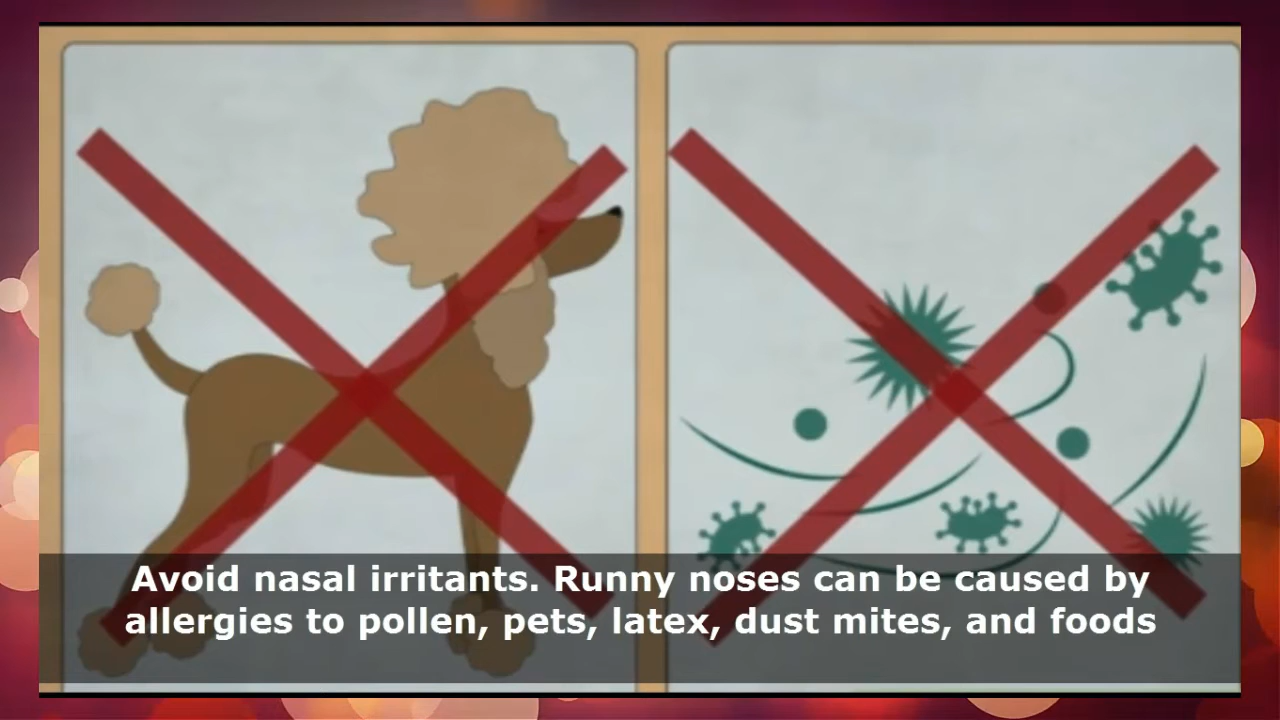 Avoid nasal irritants. Runny noses can be caused by
allergies to pollen, pets, latex, dust mites, and foods